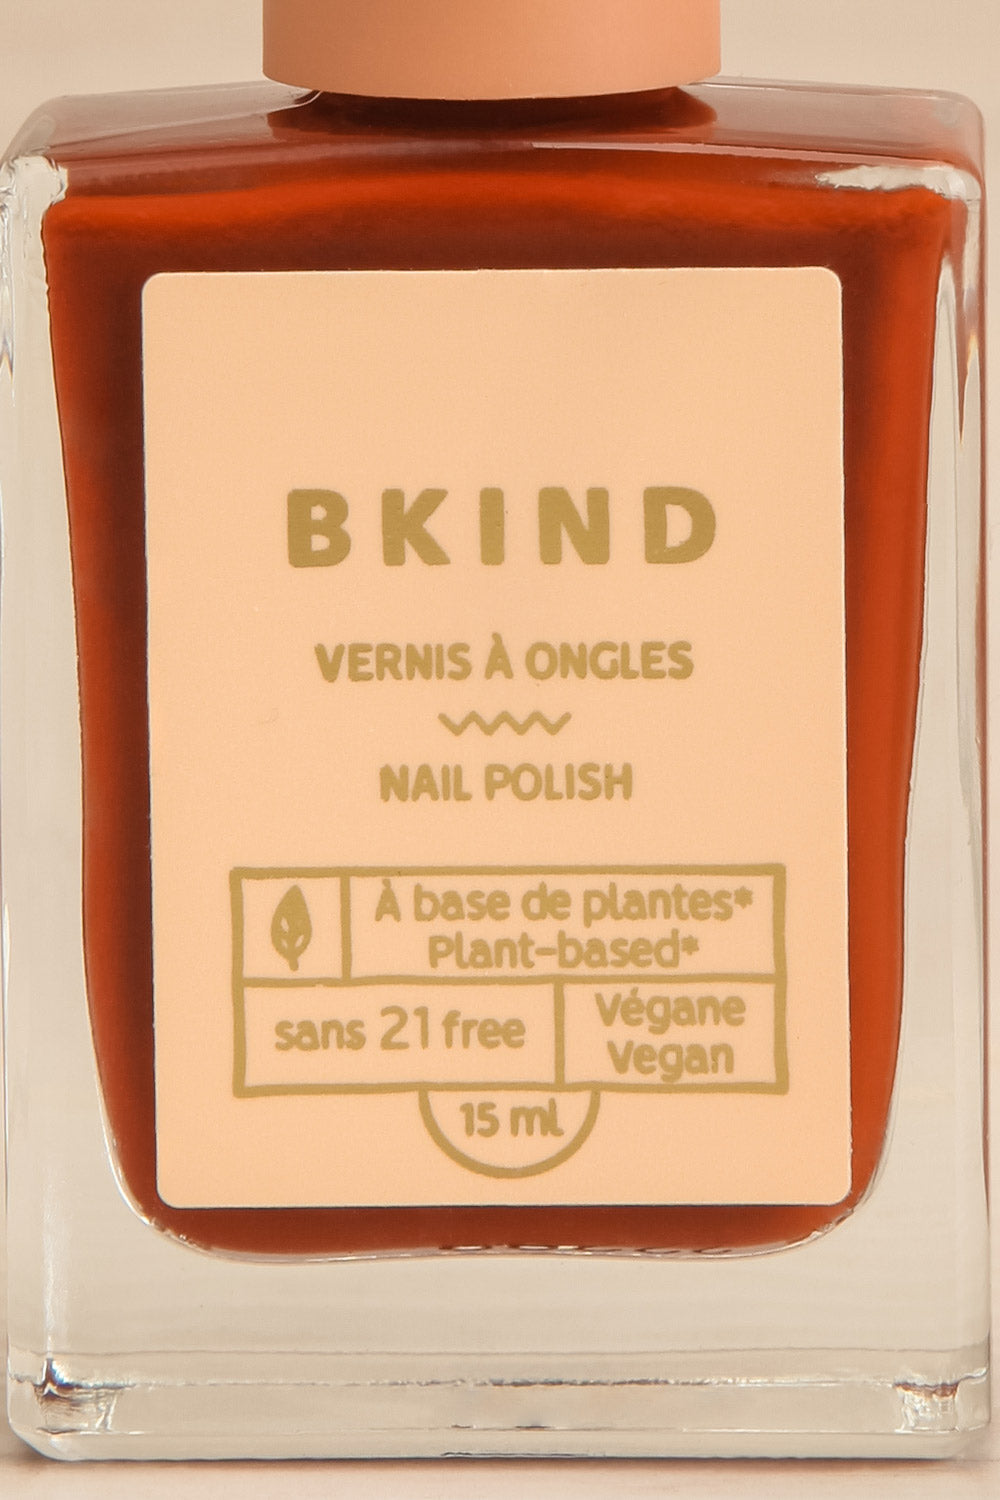 BKIND
VERNIS À ONGLES
NAIL POLISH
À base de plantes*
Plant-based*
sans 21 free
Végane
Vegan
15 ml